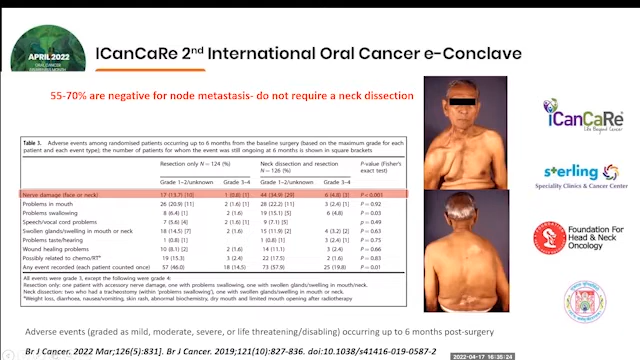 APRIL 2022
ICanCaRe 2nd International Oral Cancer e-Conclave
55-70% are negative for node metastasis- do not require a neck dissection
Table 3. Adverse events among randomised patients occurring up to 6 months from the baseline surgery (based on the maximum grade for each
patient and each event type); the number of patients for whom the event was still ongoing at 6 months is shown in square brackets
Resection only N = 124 (%) Neck dissection and resection N = 126 (%) P-value (Fisher's exact test)
Grade 1–2/unknown Grade 3–4 Grade 1–2/unknown Grade 3–4
Nerve damage (face or neck) 17 (13.7) [10] 1 (0.8) [1] 44 (34.9) [29] 6 (4.8) [3] P < 0.001
Problems in mouth 26 (20.9) [11] 2 (1.6) [1] 28 (22.2) [11] 3 (2.4) [1] P = 0.92
Problems swallowing 8 (6.4) [1] 2 (1.6) 19 (15.1) [5] 6 (4.8) P = 0.03
Speech/vocal cord problems 7 (5.6) [4] 2 (1.6) [1] 9 (7.1) [5] p = 0.49
Swollen glands/swelling in mouth or neck 18 (14.5) [7] 2 (1.6) 15 (11.9) [2] 4 (3.2) [2] P = 0.63
Problems taste/hearing 1 (0.8) [1] 1 (0.8) [1] 3 (2.4) [1] P = 0.75
Wound healing problems 10 (8.1) [2] 2 (1.6) 14 (11.1) 3 (2.4) P = 0.66
Possibly related to chemo/RTᵃ 19 (15.3) 3 (2.4) 22 (17.5) 2 (1.6) P = 0.83
Any event recorded (each patient counted once) 57 (46.0) 18 (14.5) 73 (57.9) 25 (19.8) P = 0.01
All events were grade 3, except the following were grade 4:
Resection only: one patient with accessory nerve damage, one with problems swallowing, one with swollen glands/swelling in mouth/neck.
Neck dissection: two who had a tracheostomy (within 'problems swallowing'), one with swollen glands/swelling in mouth or neck.
ᵃWeight loss, diarrhoea, nausea/vomiting, skin rash, abnormal biochemistry, dry mouth and limited mouth opening after radiotherapy
Adverse events (graded as mild, moderate, severe, or life threatening/disabling) occurring up to 6 months post-surgery
Br J Cancer. 2022 Mar;126(5):831]. Br J Cancer. 2019;121(10):827-836. doi:10.1038/s41416-019-0587-2
iCanCaRe
Life Beyond Cancer
sterling
Speciality Clinics & Cancer Center
Foundation For
Head & Neck
Oncology
2022-04-17 16:35:24